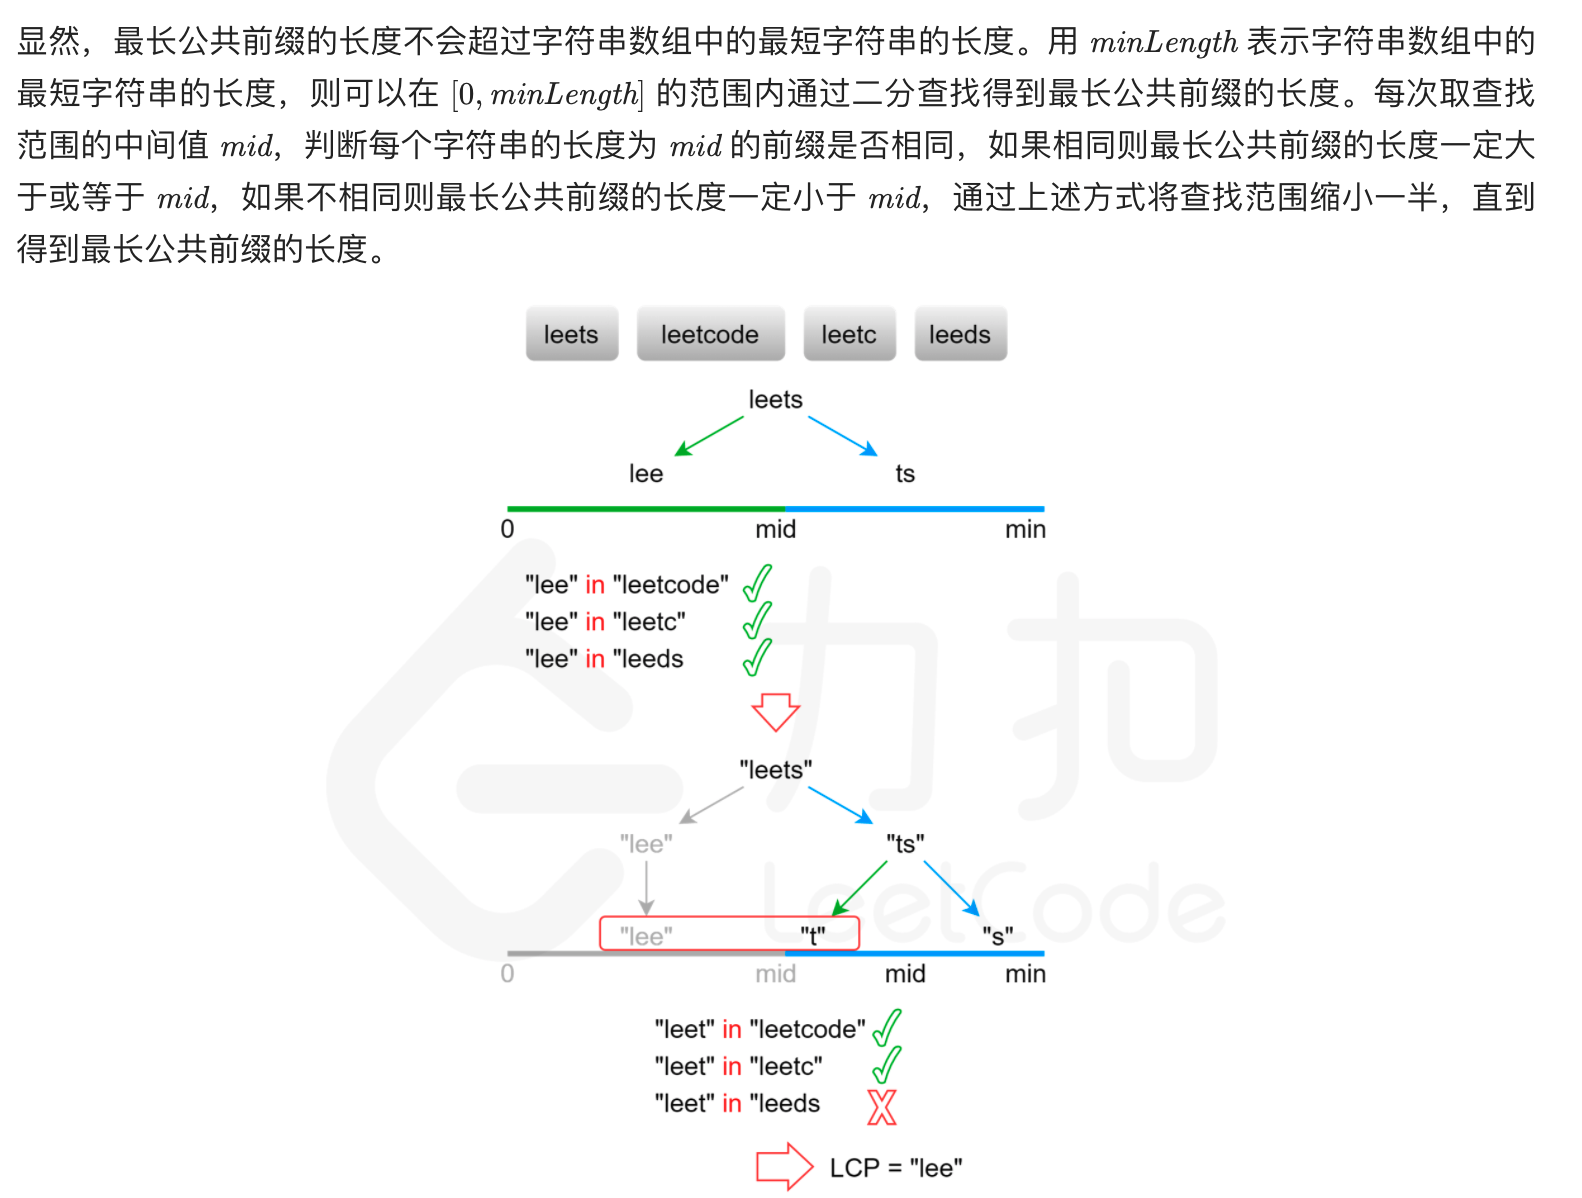 显然，最长公共前缀的长度不会超过字符串数组中的最短字符串的长度。用 minLength 表示字符串数组中的
最短字符串的长度，则可以在 [0, minLength] 的范围内通过二分查找得到最长公共前缀的长度。每次取查找
范围的中间值 mid，判断每个字符串的长度为 mid 的前缀是否相同，如果相同则最长公共前缀的长度一定大
于或等于 mid，如果不相同则最长公共前缀的长度一定小于 mid，通过上述方式将查找范围缩小一半，直到
得到最长公共前缀的长度。
leets leetcode leetc leeds
leets
lee ts
0 mid min
"lee" in "leetcode"
"lee" in "leetc"
"lee" in "leeds
"leets"
"lee" "ts"
"lee" "t" "s"
0 mid mid min
"leet" in "leetcode"
"leet" in "leetc"
"leet" in "leeds
LCP = "lee"
力扣
LeetCode